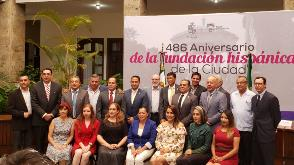 486 Aniversario
de la fundación hispánica
de la Ciudad